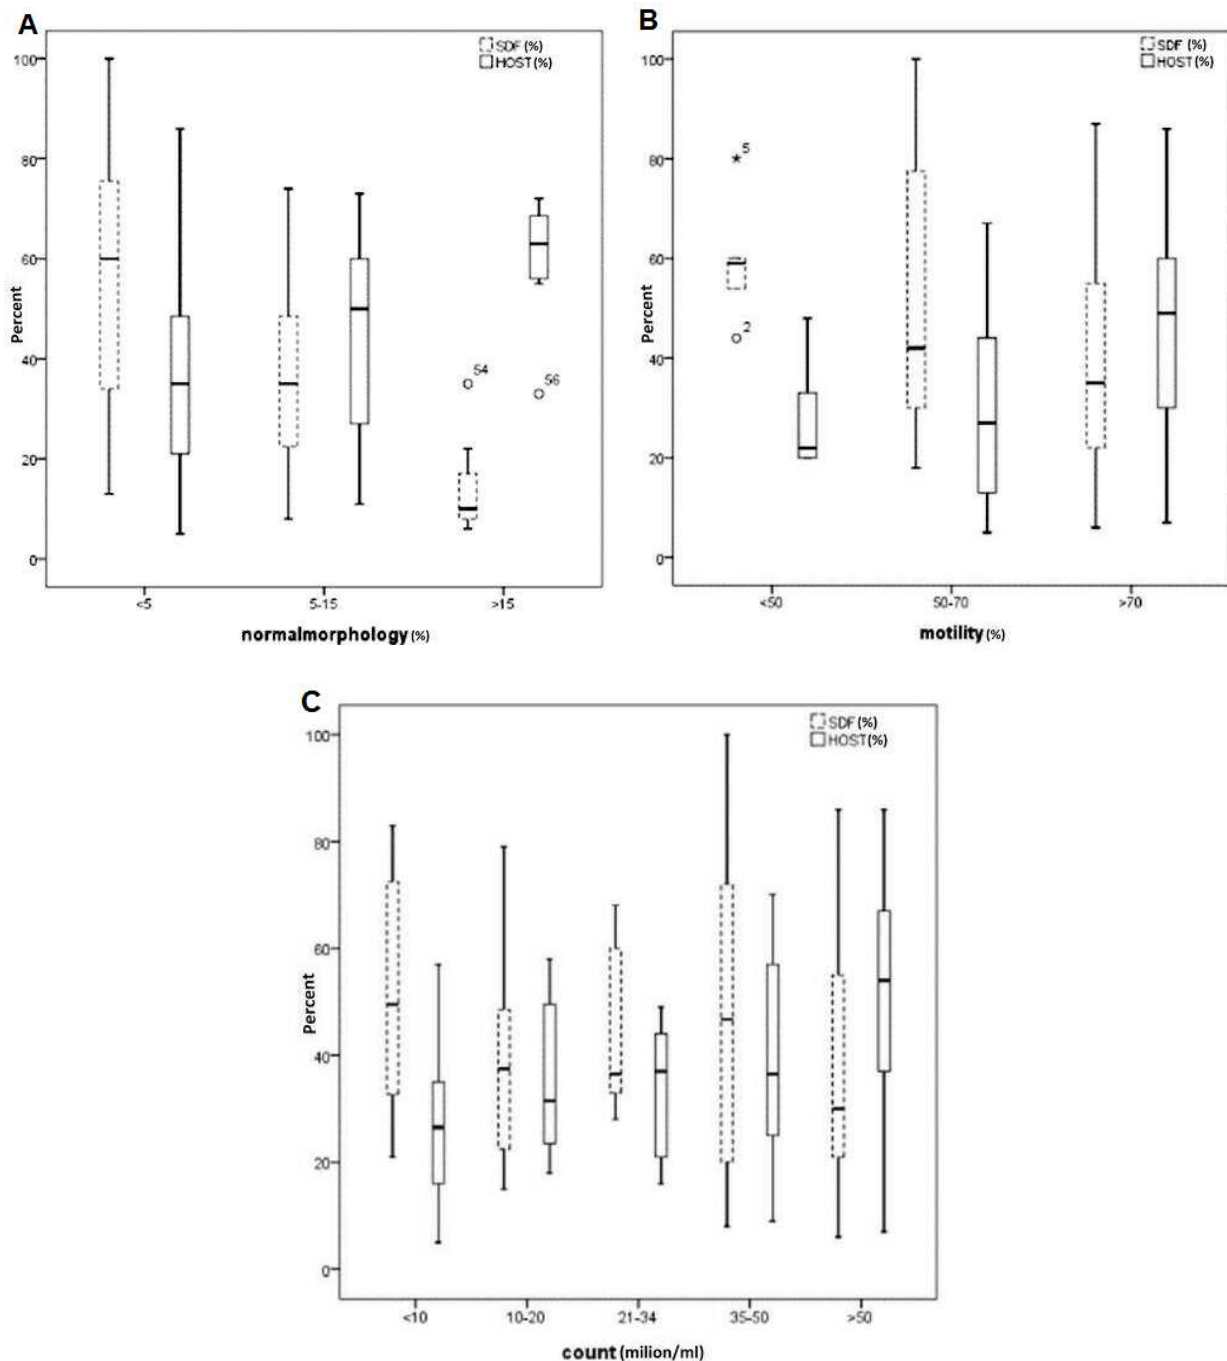 A
SDF (%)
HOST (%)
100
80
60
40
20
0
Percent
54
56
<5
5-15
>15
normalmorphology (%)
B
SDF (%)
HOST (%)
100
80
60
40
20
0
Percent
5
2
<50
50-70
>70
motility (%)
C
SDF (%)
HOST (%)
100
80
60
40
20
0
Percent
<10
10-20
21-34
35-50
>50
count (milion/ml)